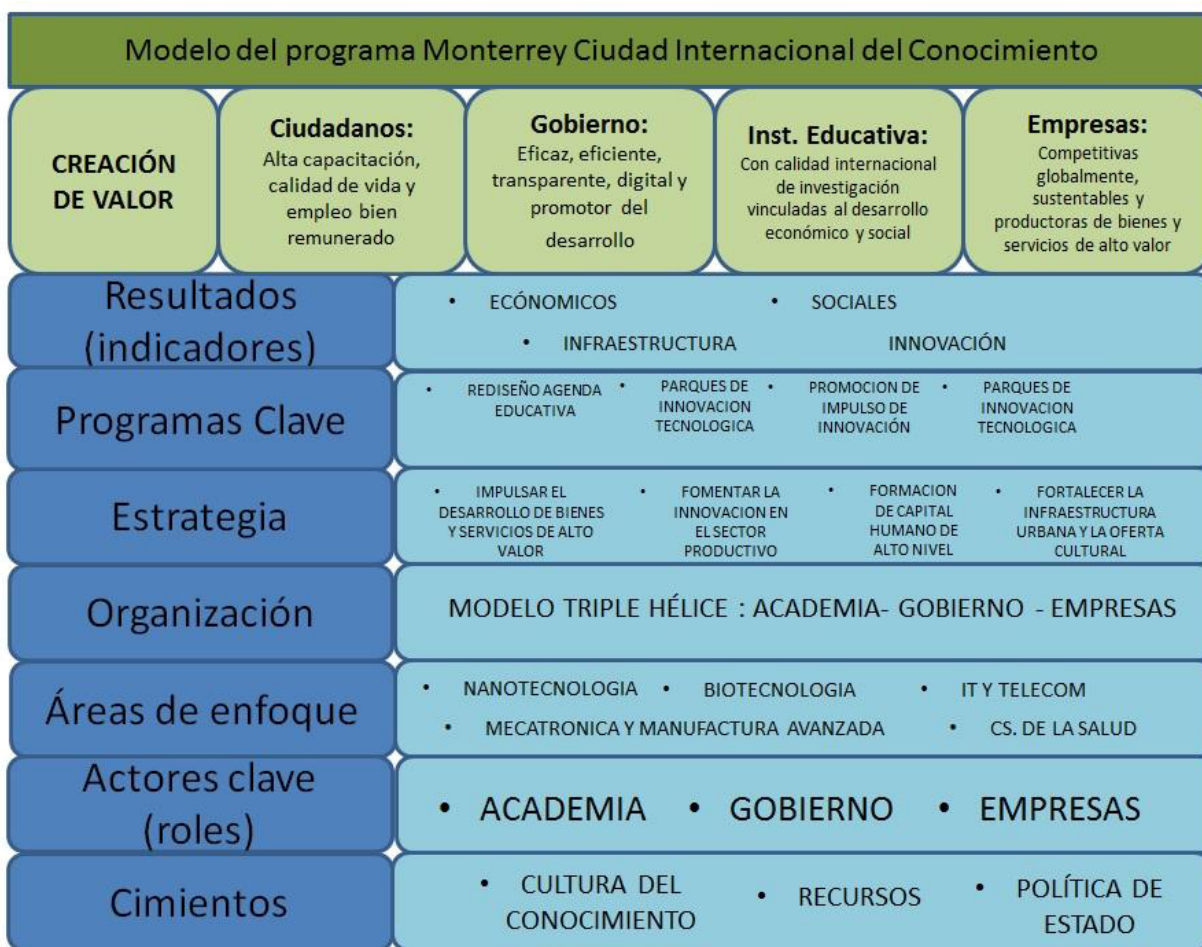 Modelo del programa Monterrey Ciudad Internacional del Conocimiento
CREACIÓN
DE VALOR
Ciudadanos:
Alta capacitación,
calidad de vida y
empleo bien
remunerado
Gobierno:
Eficaz, eficiente,
transparente, digital y
promotor del
desarrollo
Inst. Educativa:
Con calidad internacional
de investigación
vinculadas al desarrollo
económico y social
Empresas:
Competitivas
globalmente,
sustentables y
productoras de bienes y
servicios de alto valor
Resultados
(indicadores)
• ECÓNOMICOS
• SOCIALES
• INFRAESTRUCTURA
INNOVACIÓN
Programas Clave
• REDISEÑO AGENDA
EDUCATIVA
• PARQUES DE
INNOVACION
TECNOLOGICA
• PROMOCION DE
IMPULSO DE
INNOVACIÓN
• PARQUES DE
INNOVACION
TECNOLOGICA
Estrategia
• IMPULSAR EL
DESARROLLO DE BIENES
Y SERVICIOS DE ALTO
VALOR
• FOMENTAR LA
INNOVACION EN
EL SECTOR
PRODUCTIVO
• FORMACION
DE CAPITAL
HUMANO DE
ALTO NIVEL
• FORTALECER LA
INFRAESTRUCTURA
URBANA Y LA OFERTA
CULTURAL
Organización
MODELO TRIPLE HÉLICE : ACADEMIA- GOBIERNO - EMPRESAS
Áreas de enfoque
• NANOTECNOLOGIA • BIOTECNOLOGIA • IT Y TELECOM
• MECATRONICA Y MANUFACTURA AVANZADA • CS. DE LA SALUD
Actores clave
(roles)
• ACADEMIA • GOBIERNO • EMPRESAS
Cimientos
• CULTURA DEL
CONOCIMIENTO
• RECURSOS
• POLÍTICA DE
ESTADO